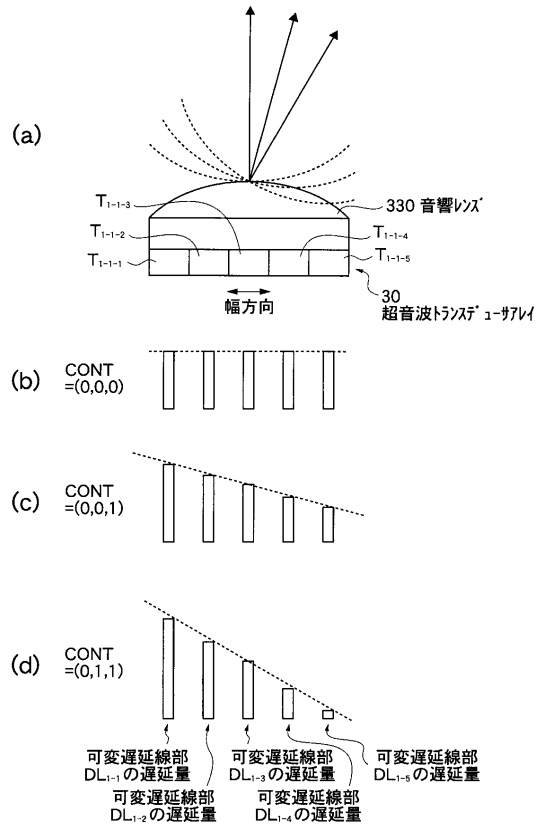 (a)
T1-1-3
T1-1-2
T1-1-1
330 音響レンズ
T1-1-4
T1-1-5
幅方向
30
超音波トランスデューサアレイ
(b)
CONT
=(0,0,0)
(c)
CONT
=(0,0,1)
(d)
CONT
=(0,1,1)
可変遅延線部
DL1-1の遅延量
可変遅延線部
DL1-2の遅延量
可変遅延線部
DL1-3の遅延量
可変遅延線部
DL1-4の遅延量
可変遅延線部
DL1-5の遅延量